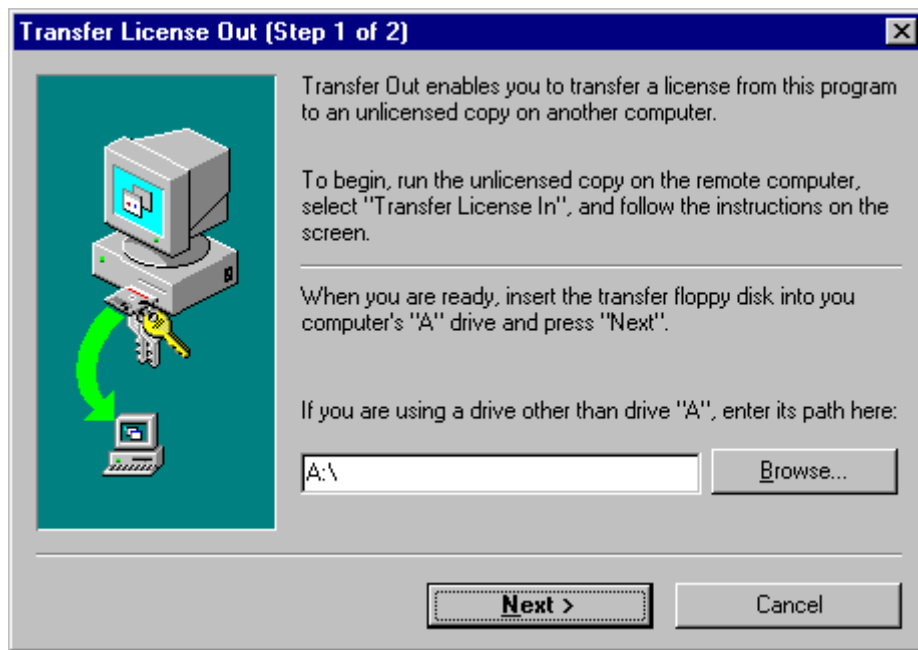 Transfer License Out (Step 1 of 2)
Transfer Out enables you to transfer a license from this program
to an unlicensed copy on another computer.
To begin, run the unlicensed copy on the remote computer,
select "Transfer License In", and follow the instructions on the
screen.
When you are ready, insert the transfer floppy disk into you
computer's "A" drive and press "Next".
If you are using a drive other than drive "A", enter its path here:
A:\
Browse...
Next >
Cancel